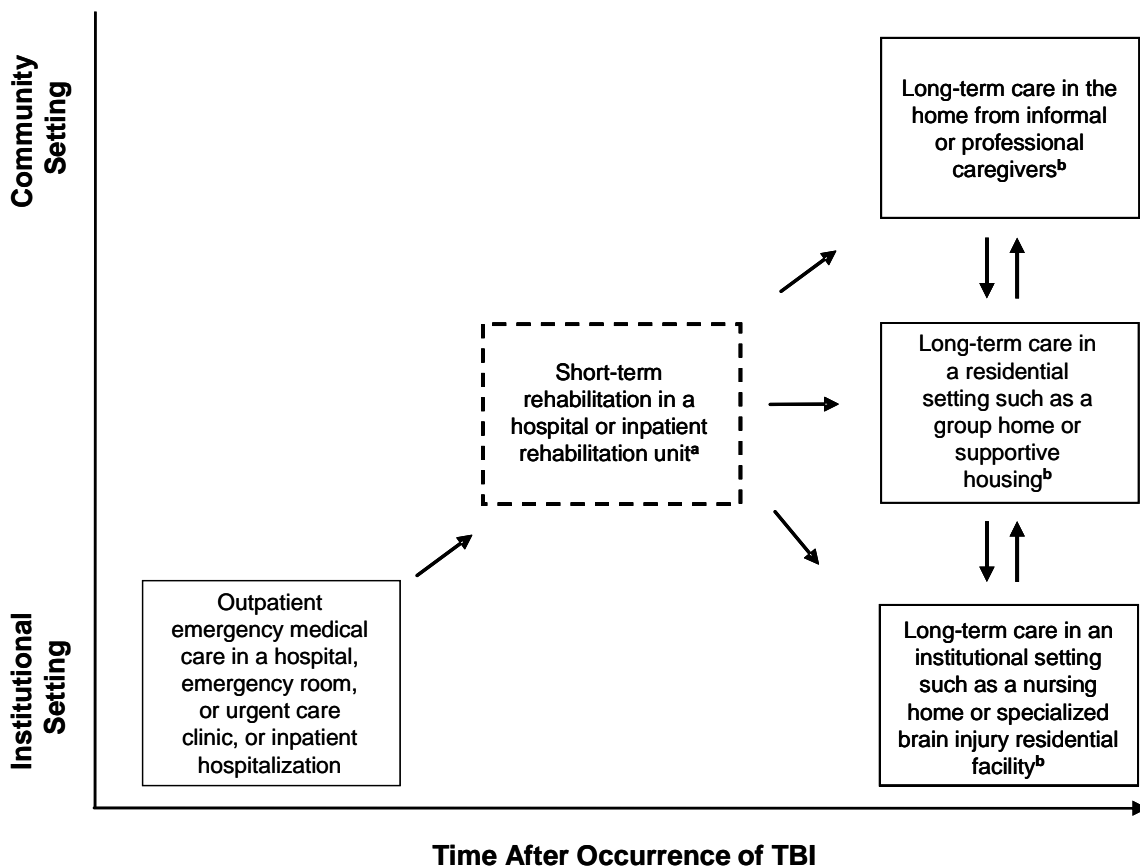 Community
Setting
Long-term care in the
home from informal
or professional
caregiversb
Short-term
rehabilitation in a
hospital or inpatient
rehabilitation unita
Long-term care in
a residential
setting such as a
group home or
supportive
housingb
Institutional
Setting
Outpatient
emergency medical
care in a hospital,
emergency room,
or urgent care
clinic, or inpatient
hospitalization
Long-term care in an
institutional setting
such as a nursing
home or specialized
brain injury residential
facilityb
Time After Occurrence of TBI